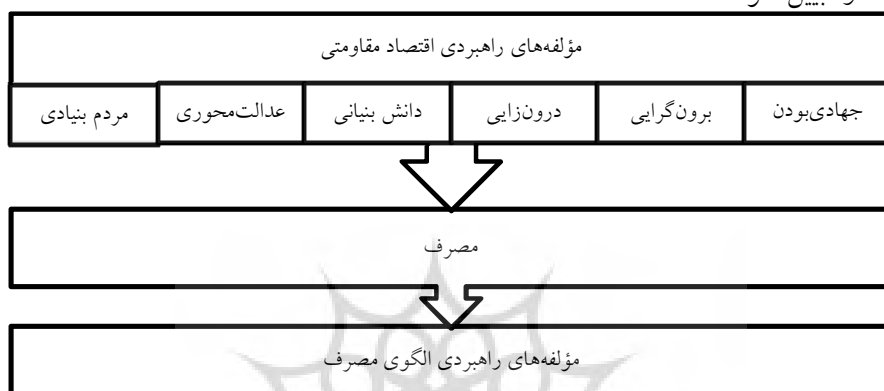 مؤلفه‌های راهبردی اقتصاد مقاومتی
جهادی‌بودن برون‌گرایی درون‌زایی دانش بنیانی عدالت‌محوری مردم بنیادی
مصرف
مؤلفه‌های راهبردی الگوی مصرف